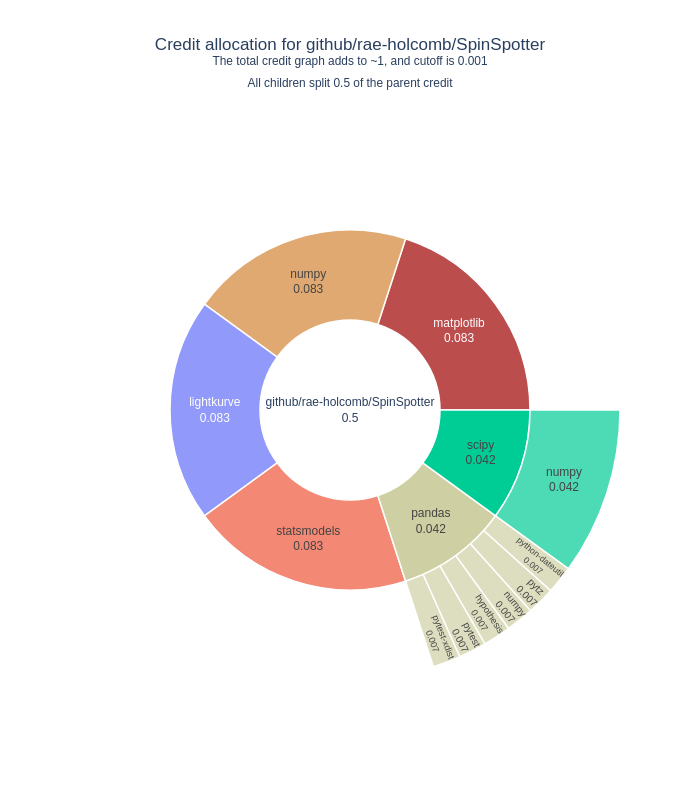 Credit allocation for github/rae-holcomb/SpinSpotter
The total credit graph adds to ~1, and cutoff is 0.001
All children split 0.5 of the parent credit
numpy
0.083
matplotlib
0.083
lightkurve
0.083
github/rae-holcomb/SpinSpotter
0.5
scipy
0.042
numpy
0.042
pandas
0.042
statsmodels
0.083
python-dateutil
0.007
pytz
0.007
numpy
0.007
hypothesis
0.007
pytest
0.007
pytest-xdist
0.007